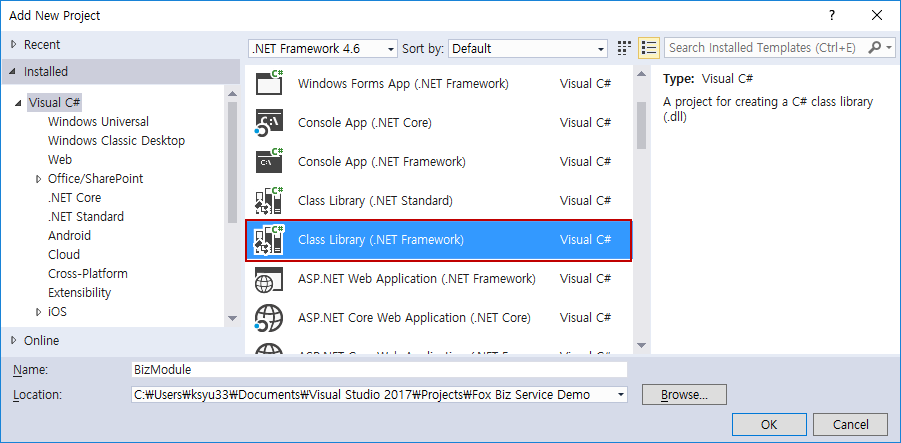 Add New Project
? ×
Recent
Installed
Visual C#
Windows Universal
Windows Classic Desktop
Web
Office/SharePoint
.NET Core
.NET Standard
Android
Cloud
Cross-Platform
Extensibility
iOS
Online
.NET Framework 4.6 Sort by: Default
Search Installed Templates (Ctrl+E)
Windows Forms App (.NET Framework) Visual C#
Console App (.NET Core) Visual C#
Console App (.NET Framework) Visual C#
Class Library (.NET Standard) Visual C#
Class Library (.NET Framework) Visual C#
ASP.NET Web Application (.NET Framework) Visual C#
ASP.NET Core Web Application (.NET Core) Visual C#
Type: Visual C#
A project for creating a C# class library
(.dll)
Name: BizModule
Location: C:₩Users₩ksyu33₩Documents₩Visual Studio 2017₩Projects₩Fox Biz Service Demo
Browse...
OK Cancel